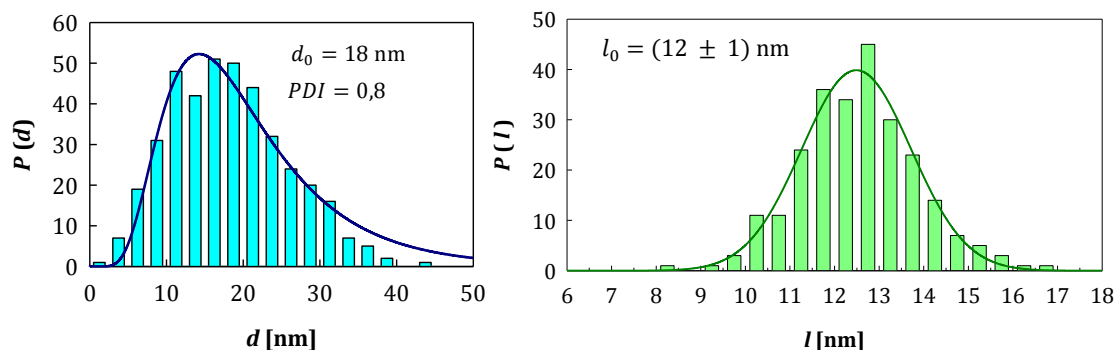 60
50
40
30
20
10
0
P (d)
d₀ = 18 nm
PDI = 0,8
0 10 20 30 40 50
d [nm]
50
40
30
20
10
0
P ( l )
l₀ = (12 ± 1) nm
6 7 8 9 10 11 12 13 14 15 16 17 18
l [nm]